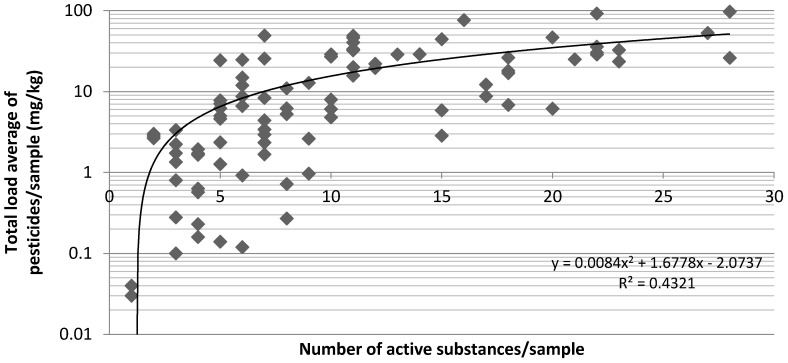 100
10
1
0.1
0.01
0 5 10 15 20 25 30
Total load average of
pesticides/sample (mg/kg)
y = 0.0084x² + 1.6778x - 2.0737
R² = 0.4321
Number of active substances/sample